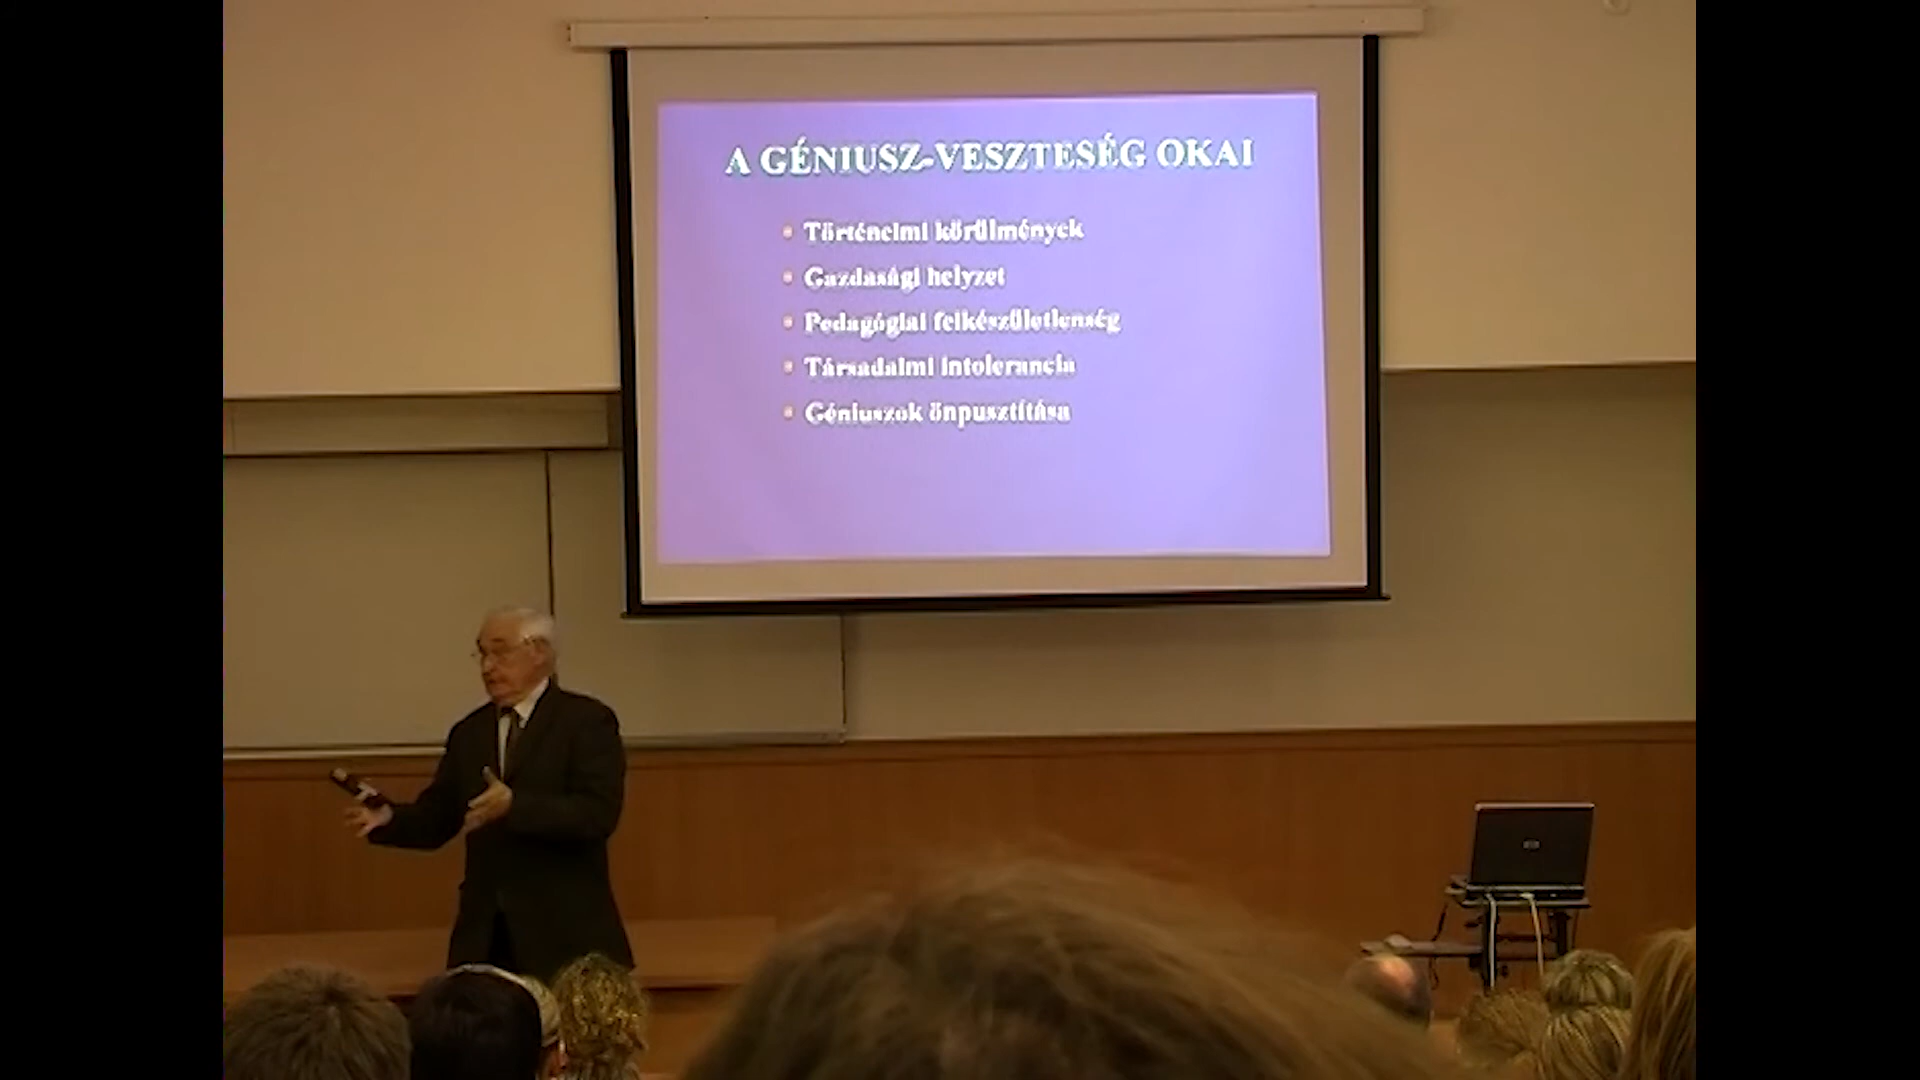 A GÉNIUSZ-VESZTESÉG OKAI
Történelmi körülmények
Gazdasági helyzet
Pedagógiai felkészületlenség
Társadalmi intolerancia
Géniuszok önpusztítása